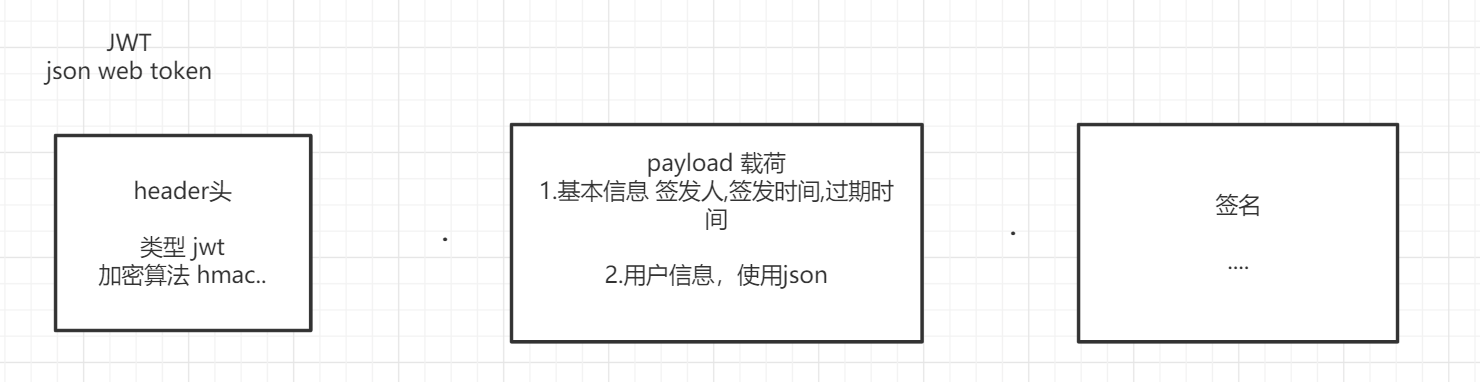 JWT
json web token
header头
类型 jwt
加密算法 hmac..
.
payload 载荷
1.基本信息 签发人,签发时间,过期时
间
2.用户信息，使用json
.
签名
....